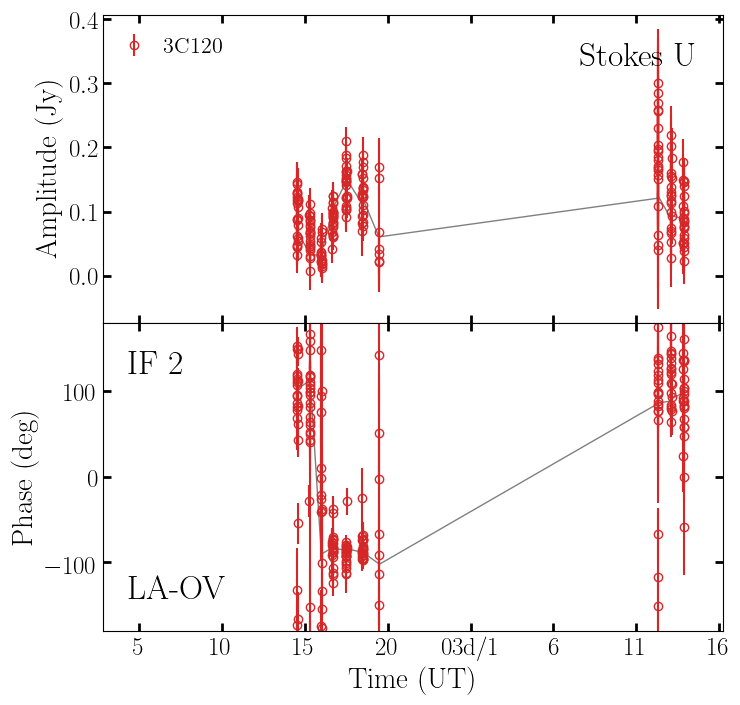 3C120
Stokes U
Amplitude (Jy)
0.4
0.3
0.2
0.1
0.0
IF 2
LA-OV
Phase (deg)
100
0
−100
5 10 15 20 03d/1 6 11 16
Time (UT)